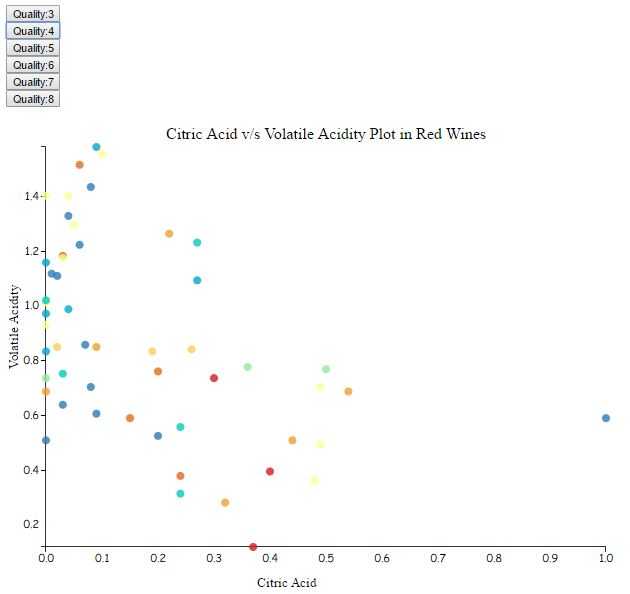 Quality:3
Quality:4
Quality:5
Quality:6
Quality:7
Quality:8
Citric Acid v/s Volatile Acidity Plot in Red Wines
1.4
1.2
1.0
0.8
0.6
0.4
0.2
Volatile Acidity
0.0 0.1 0.2 0.3 0.4 0.5 0.6 0.7 0.8 0.9 1.0
Citric Acid